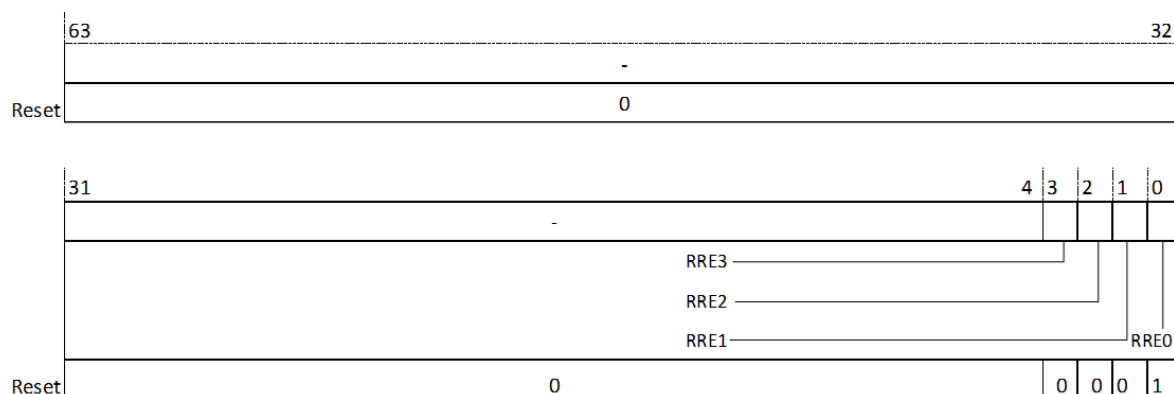 63 32
-
Reset 0
31 4 3 2 1 0
-
RRE3
RRE2
RRE1 RRE0
Reset 0 0 0 0 1